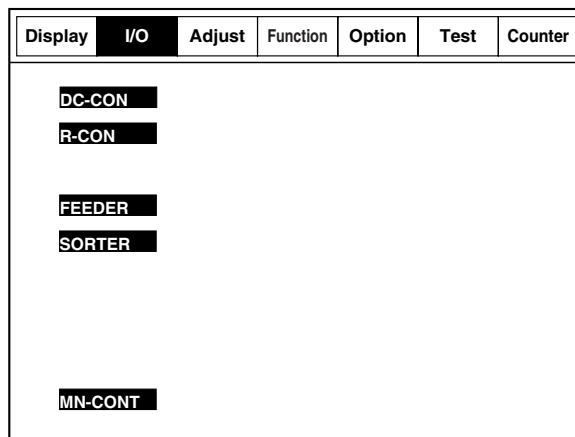 Display I/O Adjust Function Option Test Counter
DC-CON
R-CON
FEEDER
SORTER
MN-CONT